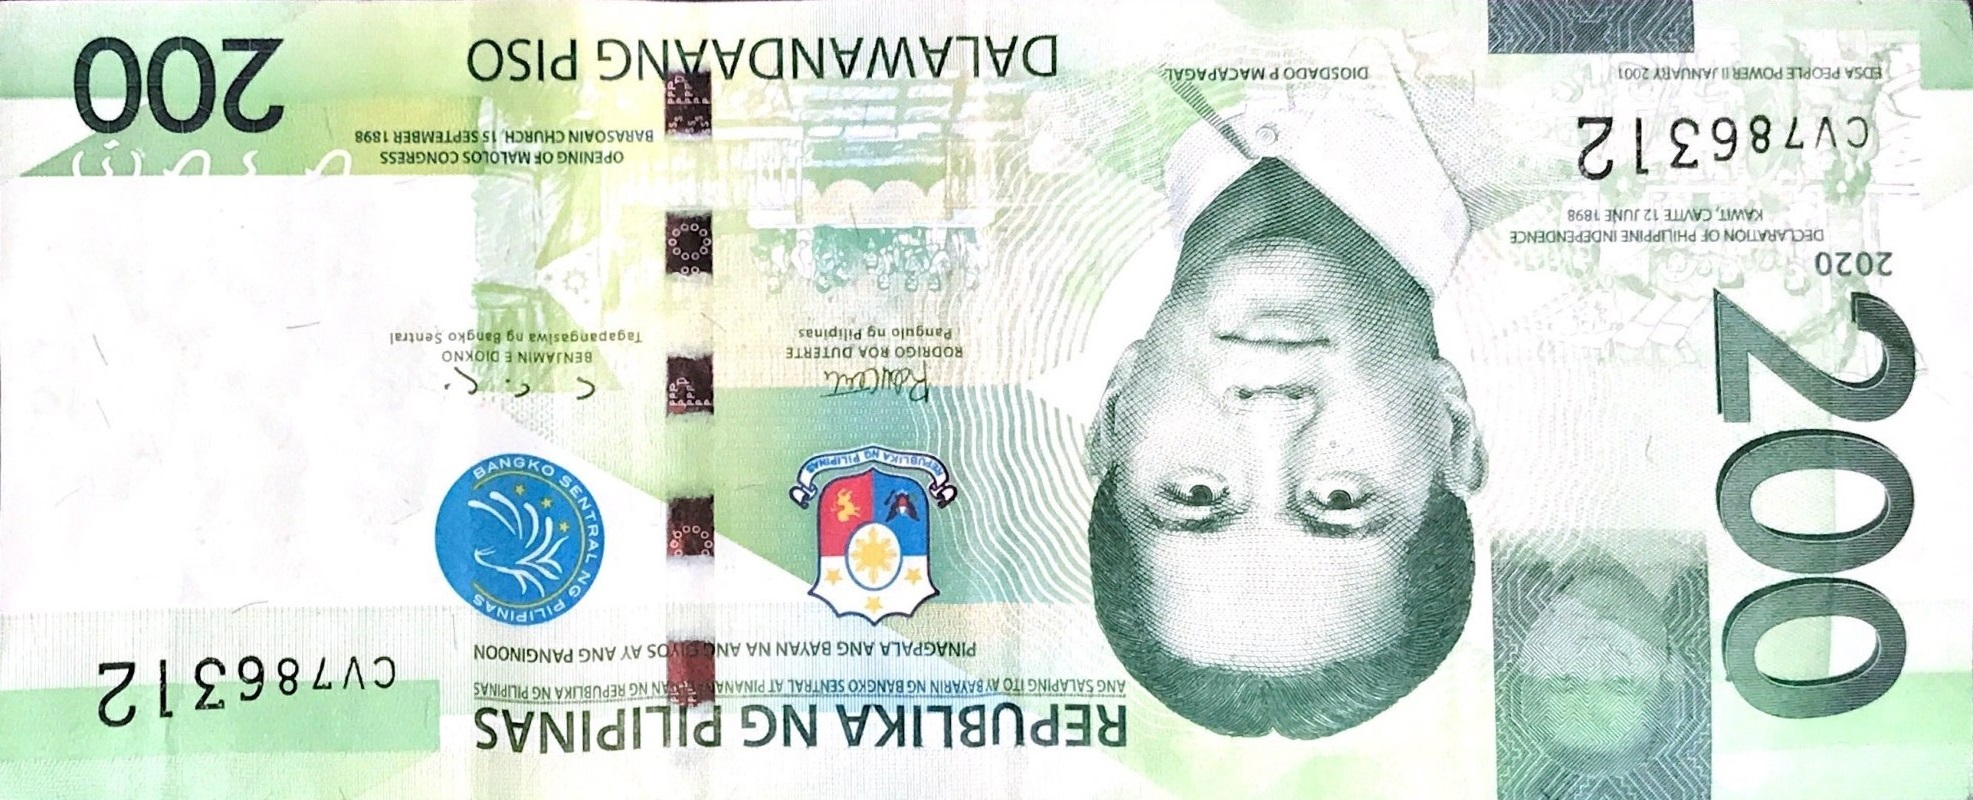 REPUBLIKA NG PILIPINAS
ANG SALAPING ITO AY BAYARIN NG BANGKO SENTRAL AT PINANANAGUTAN NG REPUBLIKA NG PILIPINAS
PINAGPALA ANG BAYAN NA ANG DIYOS AY ANG PANGINOON
CV786312
200
REPUBLIKA NG PILIPINAS
BANGKO SENTRAL NG PILIPINAS
RODRIGO ROA DUTERTE
Pangulo ng Pilipinas
BENJAMIN E DIOKNO
Tagapangasiwa ng Bangko Sentral
2020
DECLARATION OF PHILIPPINE INDEPENDENCE
KAWIT, CAVITE 12 JUNE 1898
CV786312
EDSA PEOPLE POWER II JANUARY 2001
DIOSDADO P MACAPAGAL
OPENING OF MALOLOS CONGRESS
BARASOAIN CHURCH, 15 SEPTEMBER 1898
DALAWANDAANG PISO
200